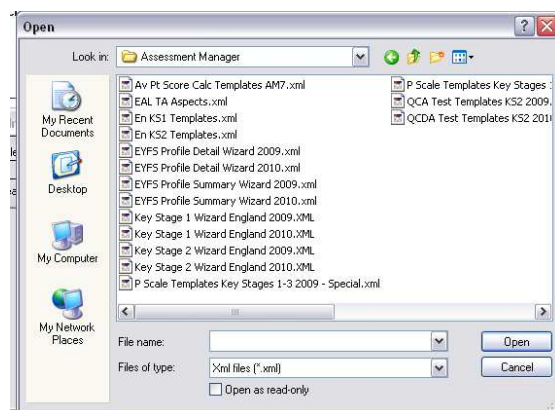 Open
Look in:
Assessment Manager
My Recent
Documents
Desktop
My Computer
My Network
Places
Av Pt Score Calc Templates AM7.xml
EAL TA Aspects.xml
En KS1 Templates.xml
En KS2 Templates.xml
EYFS Profile Detail Wizard 2009.xml
EYFS Profile Detail Wizard 2010.xml
EYFS Profile Summary Wizard 2009.xml
EYFS Profile Summary Wizard 2010.xml
Key Stage 1 Wizard England 2009.XML
Key Stage 1 Wizard England 2010.XML
Key Stage 2 Wizard England 2009.XML
Key Stage 2 Wizard England 2010.XML
P Scale Templates Key Stages 1-3 2009 - Special.xml
P Scale Templates Key Stages
QCA Test Templates KS2 2009
QCDA Test Templates KS2
File name:
Open
Files of type:
Xml files (*.xml)
Cancel
Open as read-only